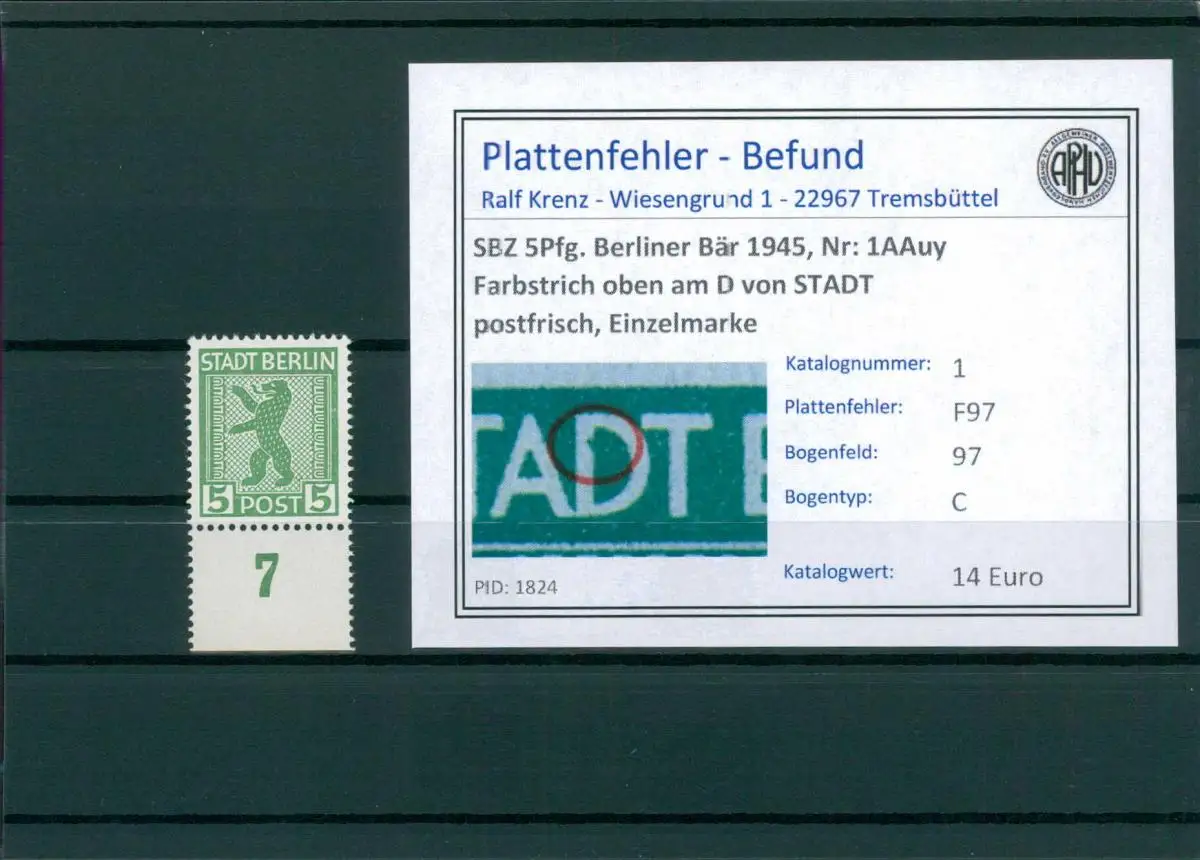 STADT BERLIN
5 POST 5
7
Plattenfehler - Befund
Ralf Krenz - Wiesengrund 1 - 22967 Tremsbüttel
APHV
SBZ 5Pfg. Berliner Bär 1945, Nr: 1AAuy
Farbstrich oben am D von STADT
postfrisch, Einzelmarke
TADT B
Katalognummer: 1
Plattenfehler: F97
Bogenfeld: 97
Bogentyp: C
Katalogwert: 14 Euro
PID: 1824